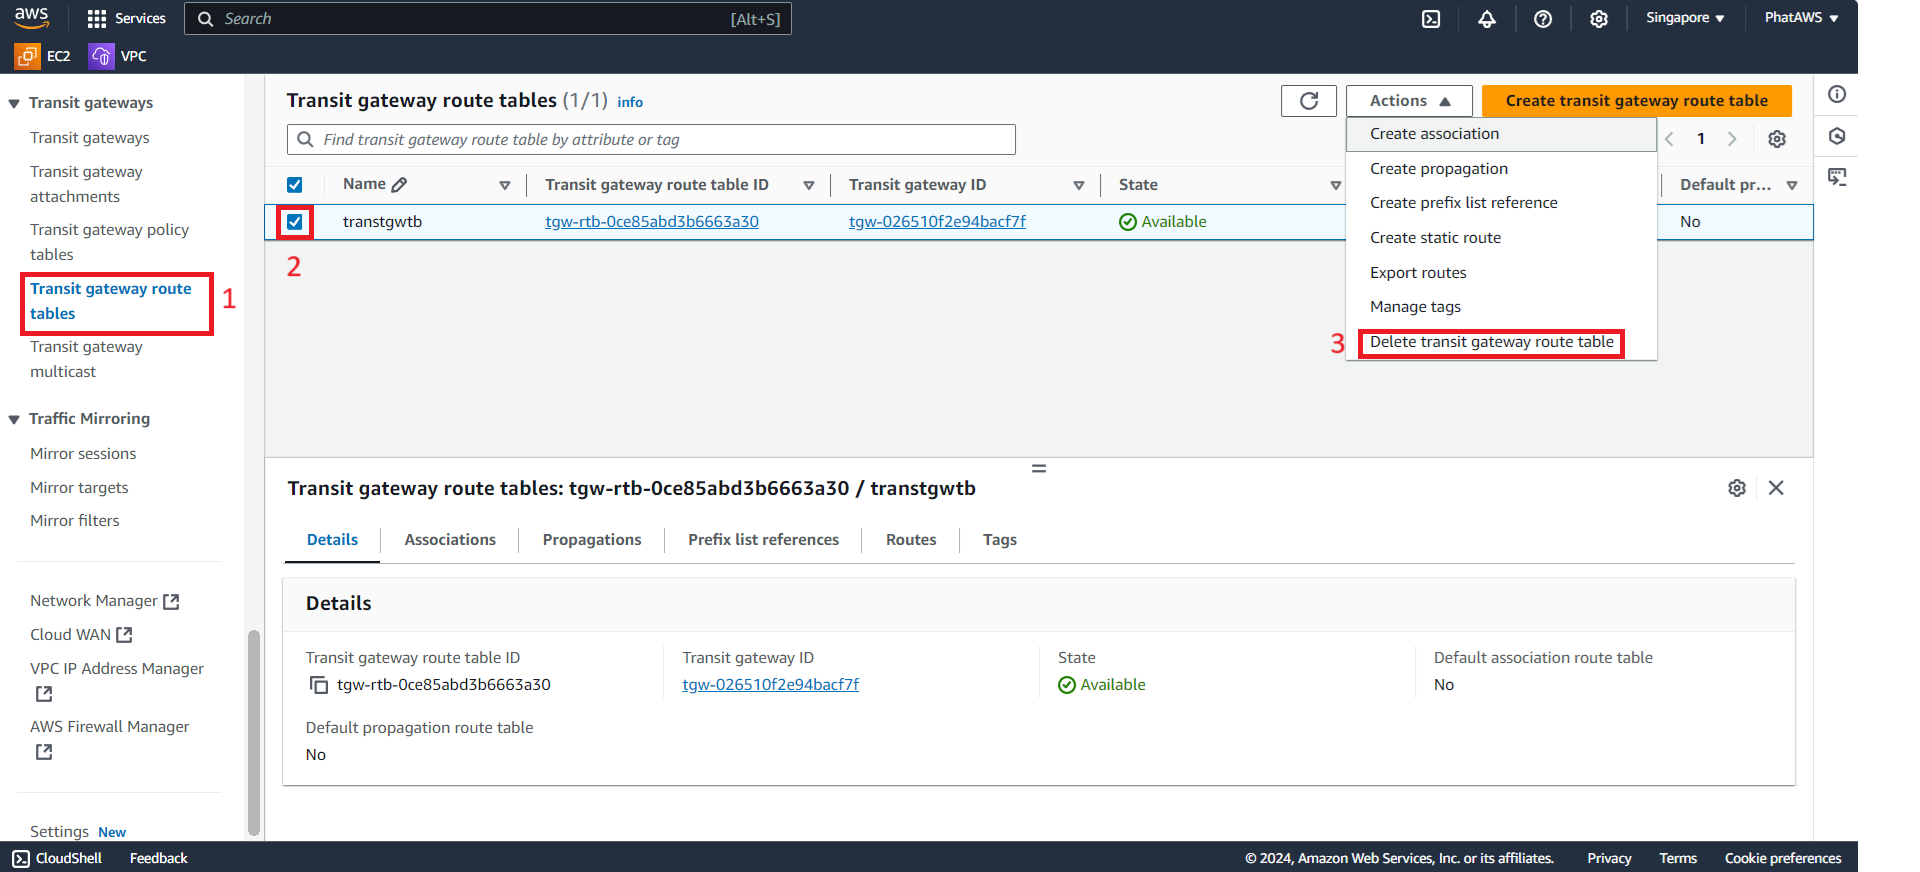 aws
Services
Search
[Alt+S]
Singapore
PhatAWS
EC2
VPC
Transit gateways
Transit gateways
Transit gateway
attachments
Transit gateway policy
tables
Transit gateway route
tables
1
Transit gateway
multicast
Traffic Mirroring
Mirror sessions
Mirror targets
Mirror filters
Network Manager
Cloud WAN
VPC IP Address Manager
AWS Firewall Manager
Settings New
Transit gateway route tables (1/1) info
Actions
Create transit gateway route table
Find transit gateway route table by attribute or tag
1
Name
Transit gateway route table ID
Transit gateway ID
State
Default pr...
transtgwtb
tgw-rtb-0ce85abd3b6663a30
tgw-026510f2e94bacf7f
Available
No
2
Create association
Create propagation
Create prefix list reference
Create static route
Export routes
Manage tags
3
Delete transit gateway route table
Transit gateway route tables: tgw-rtb-0ce85abd3b6663a30 / transtgwtb
Details
Associations
Propagations
Prefix list references
Routes
Tags
Details
Transit gateway route table ID
tgw-rtb-0ce85abd3b6663a30
Transit gateway ID
tgw-026510f2e94bacf7f
State
Available
Default association route table
No
Default propagation route table
No
CloudShell
Feedback
© 2024, Amazon Web Services, Inc. or its affiliates.
Privacy
Terms
Cookie preferences